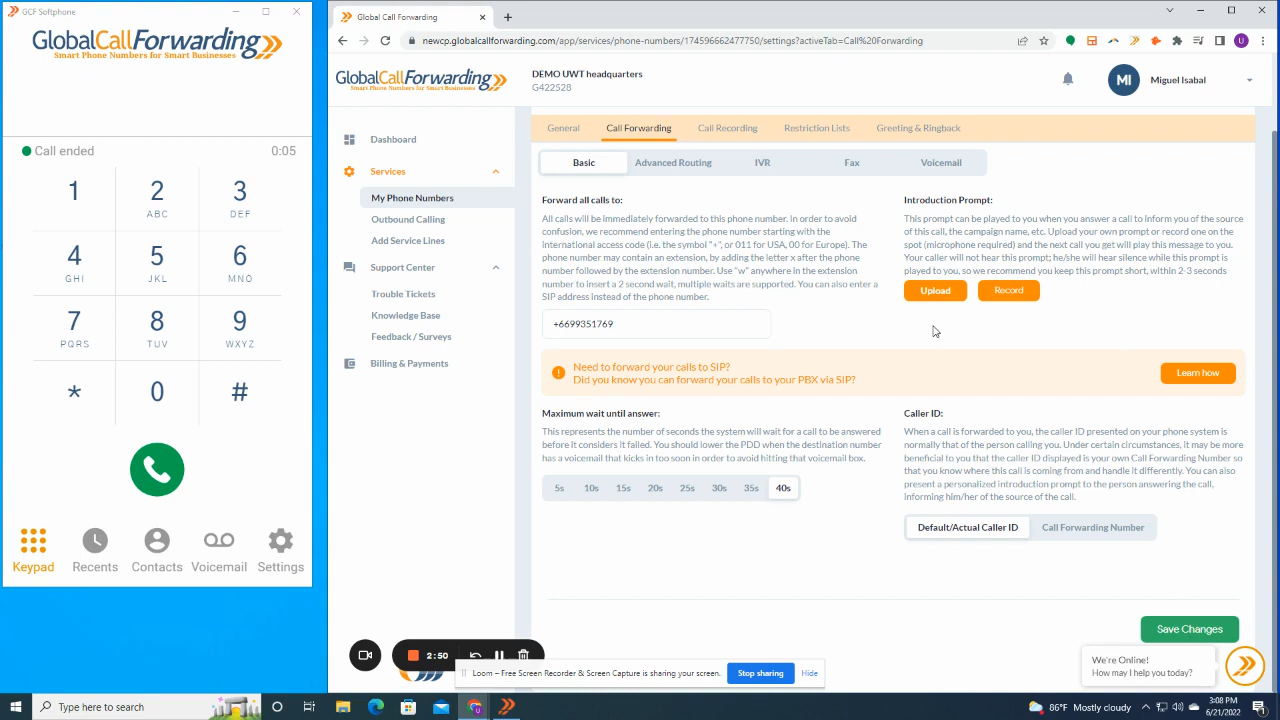 GCF Softphone
GlobalCallForwarding
Smart Phone Numbers for Smart Businesses
Call ended 0:05
1 2 3
ABC DEF
4 5 6
GHI JKL MNO
7 8 9
PQRS TUV WXYZ
* 0 #
Keypad Recents Contacts Voicemail Settings
Global Call Forwarding
newcp.globalcallforwarding.com/app/services/phone-numbers/174596662477750/settings?activeTab=Call%20Forwarding
U
GlobalCallForwarding
Smart Phone Numbers for Smart Businesses
DEMO UWT headquarters
G422528
MI Miguel Isabal
Dashboard
Services
My Phone Numbers
Outbound Calling
Add Service Lines
Support Center
Trouble Tickets
Knowledge Base
Feedback / Surveys
Billing & Payments
General Call Forwarding Call Recording Restriction Lists Greeting & Ringback
Basic Advanced Routing IVR Fax Voicemail
Forward all calls to:
All calls will be immediately forwarded to this phone number. In order to avoid
confusion, we recommend entering the phone number starting with the
international access code (i.e. the symbol "+", or 011 for USA, 00 for Europe). The
phone number may contain an extension, by adding the letter x after the phone
number followed by the extension number. Use "w" anywhere in the extension
number to insert a 2 second wait, multiple waits are supported. You can also enter a
SIP address instead of the phone number.
+6699351769
Introduction Prompt:
This prompt can be played to you when you answer a call to inform you of the source
of this call, the campaign name, etc. Upload your own prompt or record one on the
spot (microphone required) and the next call you get will play this message to you.
Your caller will not hear this prompt; he/she will hear silence while this prompt is
played to you, so we recommend you keep this prompt short, within 2-3 seconds
Upload Record
Need to forward your calls to SIP?
Did you know you can forward your calls to your PBX via SIP?
Learn how
Maximum wait until answer:
This represents the number of seconds the system will wait for a call to be answered
before it considers it failed. You should lower the PDD when the destination number
has a voicemail that kicks in too soon in order to avoid hitting that voicemail box.
5s 10s 15s 20s 25s 30s 35s 40s
Caller ID:
When a call is forwarded to you, the caller ID presented on your phone system is
normally that of the person calling you. Under certain circumstances, it may be more
beneficial to you that the caller ID displayed is your own Call Forwarding Number so
that you know where this call is coming from and handle it differently. You can also
present a personalized introduction prompt to the person answering the call,
informing him/her of the source of the call.
Default/Actual Caller ID Call Forwarding Number
Save Changes
2:50
Loom – Free Screen Recorder & Screen Capture is sharing your screen. Stop sharing Hide
We're Online!
How may I help you today?
Type here to search
86°F Mostly cloudy
3:08 PM
6/21/2022
1